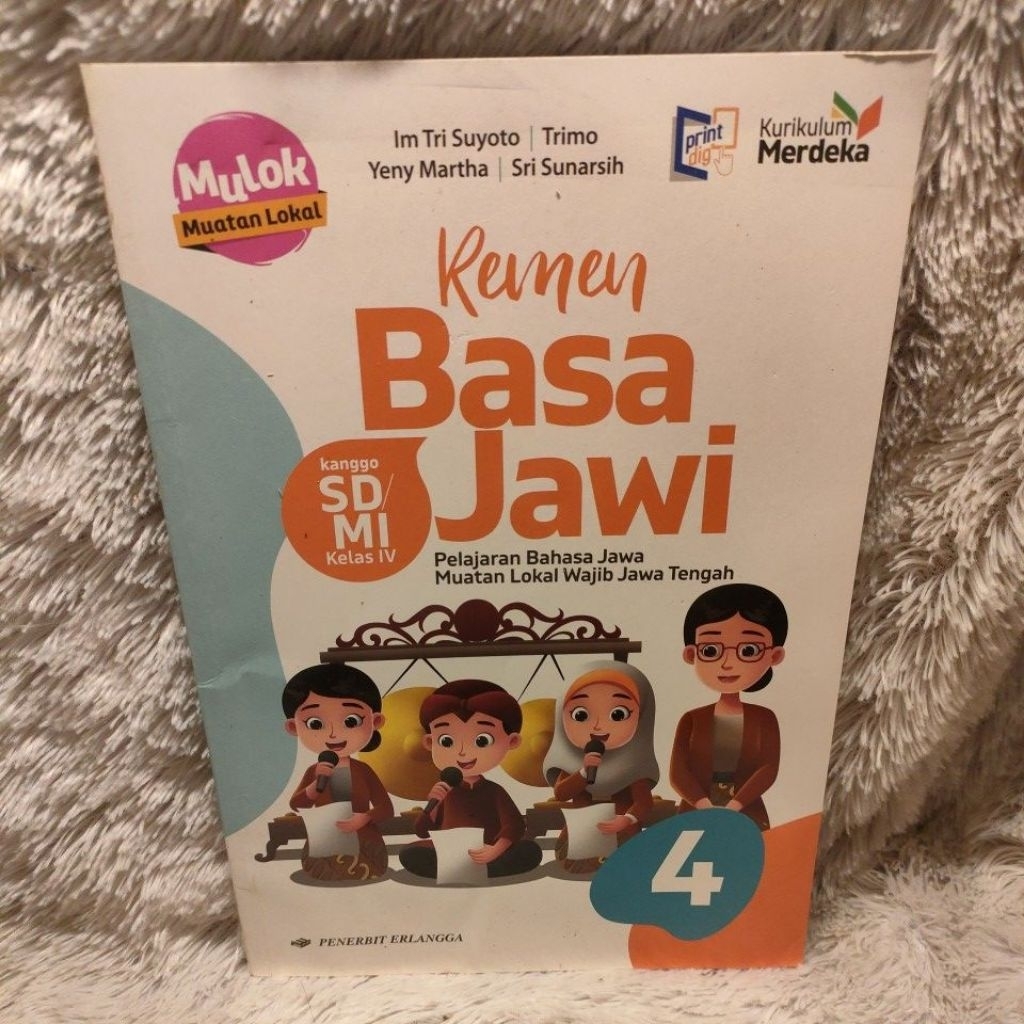 Mulok
Muatan Lokal
Im Tri Suyoto | Trimo
Yeny Martha | Sri Sunarsih
print
dig
Kurikulum
Merdeka
Remen
Basa
Jawi
kanggo
SD/
MI
Kelas IV
Pelajaran Bahasa Jawa
Muatan Lokal Wajib Jawa Tengah
4
PENERBIT ERLANGGA